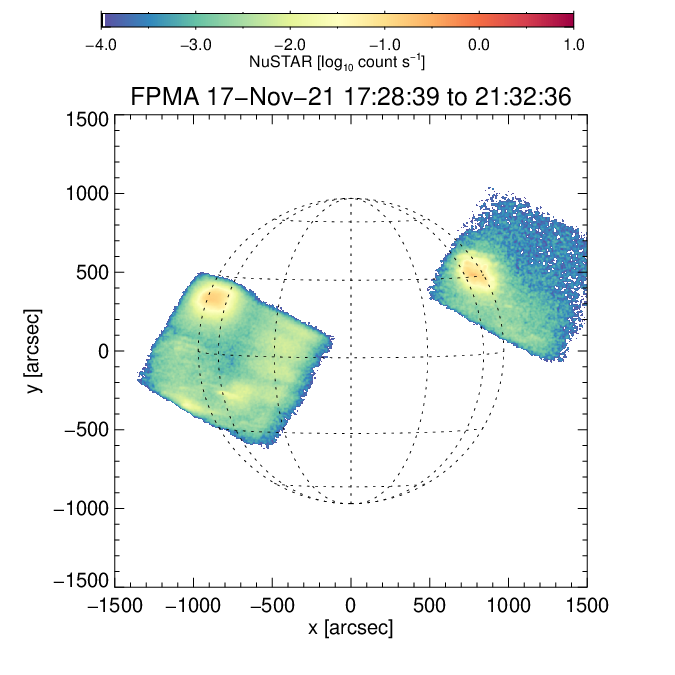 −4.0 −3.0 −2.0 −1.0 0.0 1.0
NuSTAR [log₁₀ count s⁻¹]
FPMA 17−Nov−21 17:28:39 to 21:32:36
1500
1000
500
0
−500
−1000
−1500
y [arcsec]
−1500 −1000 −500 0 500 1000 1500
x [arcsec]